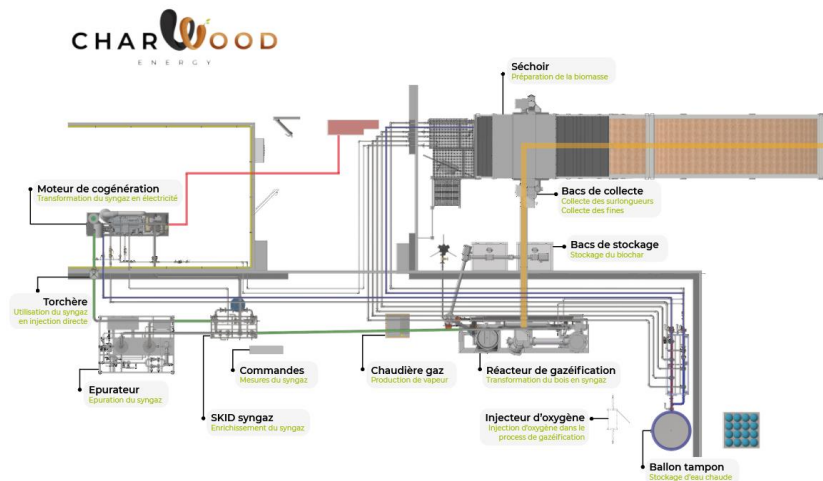 CHARWOOD
ENERGY
Séchoir
Préparation de la biomasse
Moteur de cogénération
Transformation du syngaz en électricité
Bacs de collecte
Collecte des surlongueurs
Collecte des fines
Bacs de stockage
Stockage du biochar
Torchère
Utilisation du syngaz
en injection directe
Commandes
Mesures du syngaz
Chaudière gaz
Production de vapeur
Réacteur de gazéification
Transformation du bois en syngaz
Epurateur
Epuration du syngaz
SKID syngaz
Enrichissement du syngaz
Injecteur d'oxygène
Injection d'oxygène dans le
process de gazéification
Ballon tampon
Stockage d'eau chaude